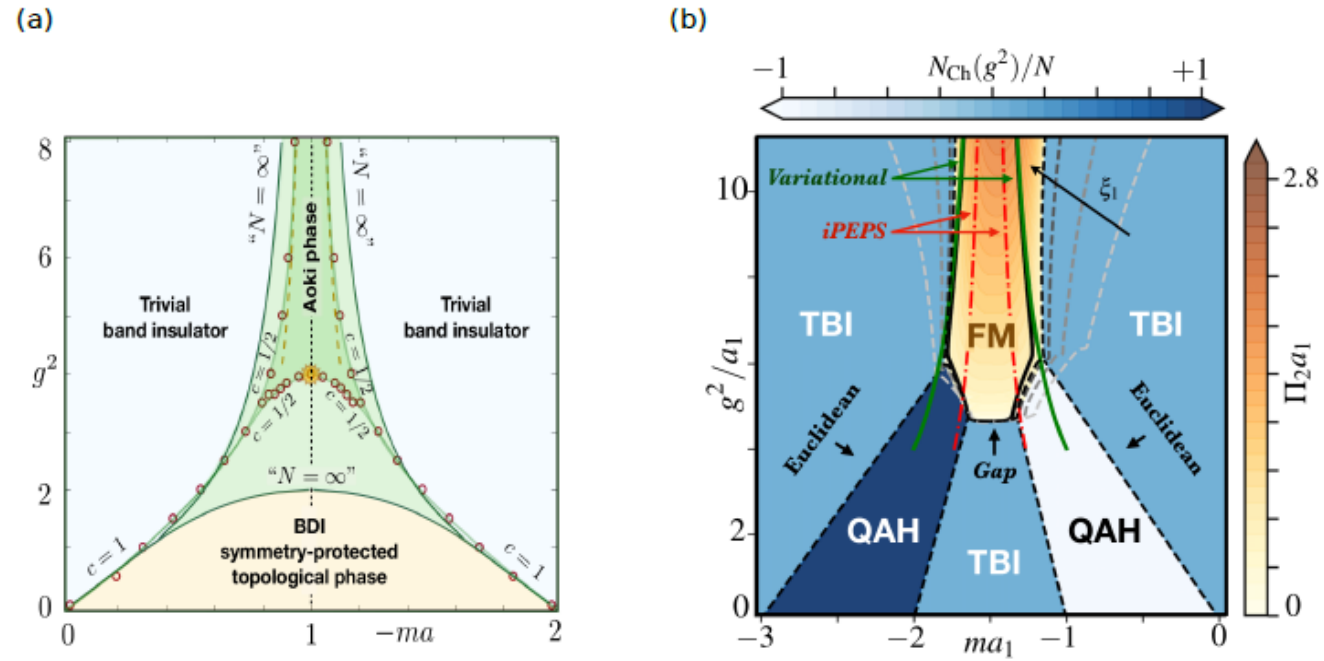 (a)
8
6
g²
2
0
0
1
−ma
2
"N = ∞"
"N = ∞"
Aoki phase
Trivial
band insulator
Trivial
band insulator
c = 1/2
c = 1/2
c = 1/2
c = 1/2
"N = ∞"
BDI
symmetry-protected
topological phase
c = 1
c = 1
(b)
−1
N_Ch(g²)/N
+1
Variational
iPEPS
ξ₁
10
g²/a₁
2
0
TBI
FM
TBI
Euclidean
Euclidean
Gap
QAH
TBI
QAH
−3
−2
ma₁
−1
0
2.8
Π₂a₁
0